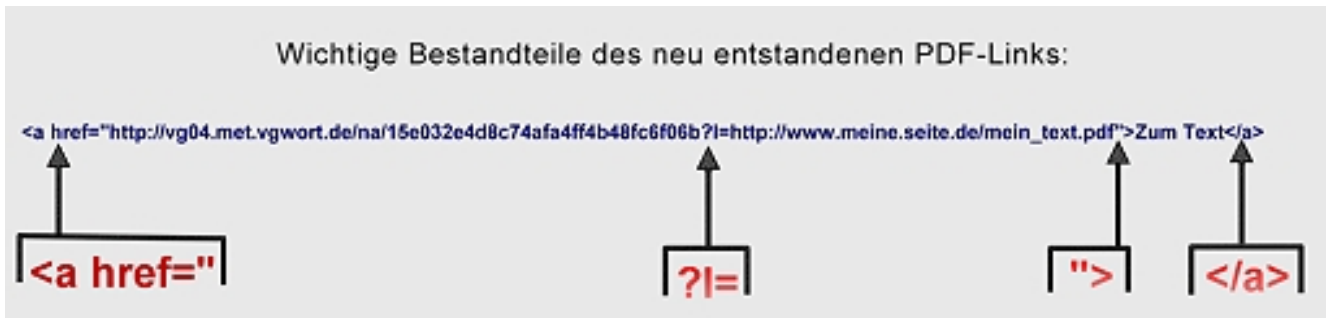 Wichtige Bestandteile des neu entstandenen PDF-Links:
<a href="http://vg04.met.vgwort.de/na/15e032e4d8c74afa4ff4b48fc6f06b?l=http://www.meine.seite.de/mein_text.pdf">Zum Text</a>
<a href=" ?l= "> </a>